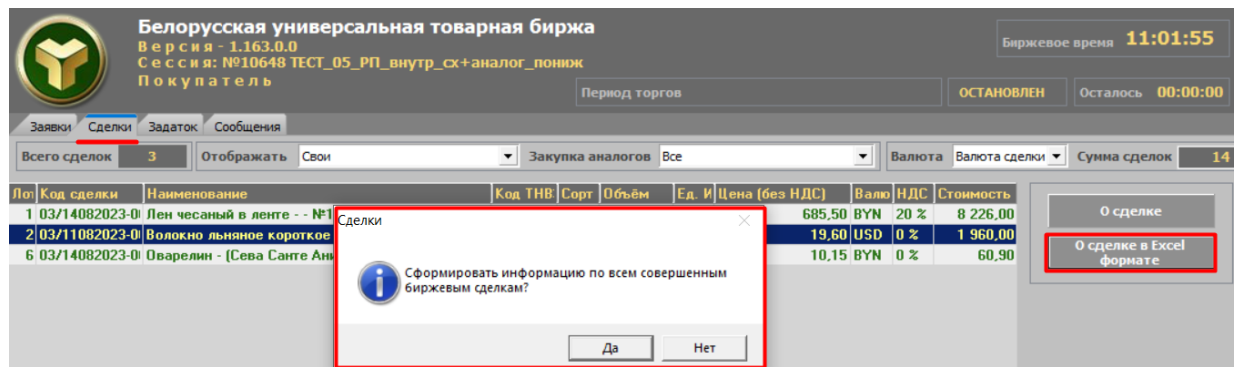 Белорусская универсальная товарная биржа
Версия - 1.163.0.0
Сессия: №10648 ТЕСТ_05_РП_внутр_сх+аналог_пониж
Покупатель
Биржевое время 11:01:55
Период торгов ОСТАНОВЛЕН Осталось 00:00:00
Заявки Сделки Задаток Сообщения
Всего сделок 3 Отображать Свои Закупка аналогов Все Валюта Валюта сделки Сумма сделок 14
Лот Код сделки Наименование Код ТНВ Сорт Объём Ед. И Цена (без НДС) Валю НДС Стоимость
1 03/14082023-0 Лен чесаный в ленте - - №1 685,50 BYN 20 % 8 226,00
2 03/11082023-0 Волокно льняное короткое 19,60 USD 0 % 1 960,00
6 03/14082023-0 Оварелин - (Сева Санте Ани 10,15 BYN 0 % 60,90
О сделке
О сделке в Excel
формате
Сделки
Сформировать информацию по всем совершенным
биржевым сделкам?
Да Нет